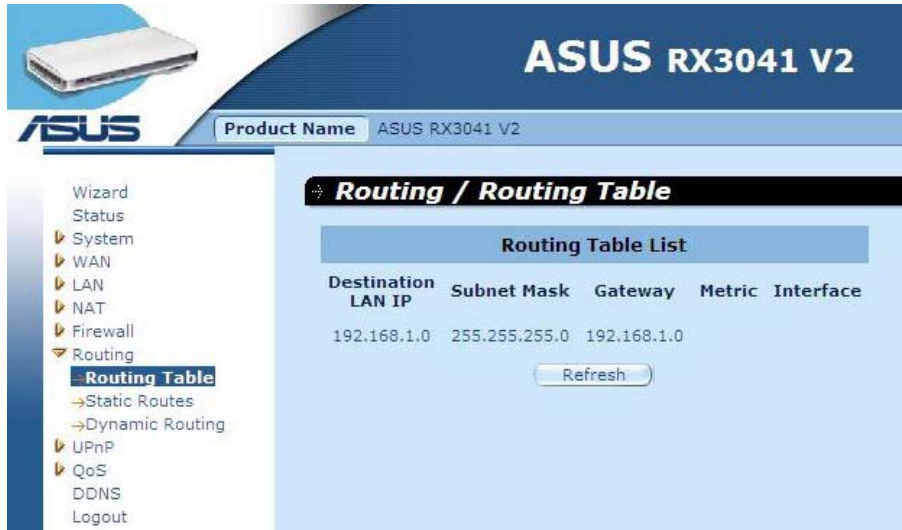 ASUS RX3041 V2
ASUS
Product Name ASUS RX3041 V2
Wizard
Status
System
WAN
LAN
NAT
Firewall
Routing
→Routing Table
→Static Routes
→Dynamic Routing
UPnP
QoS
DDNS
Logout
Routing / Routing Table
Routing Table List
Destination LAN IP Subnet Mask Gateway Metric Interface
192.168.1.0 255.255.255.0 192.168.1.0
Refresh